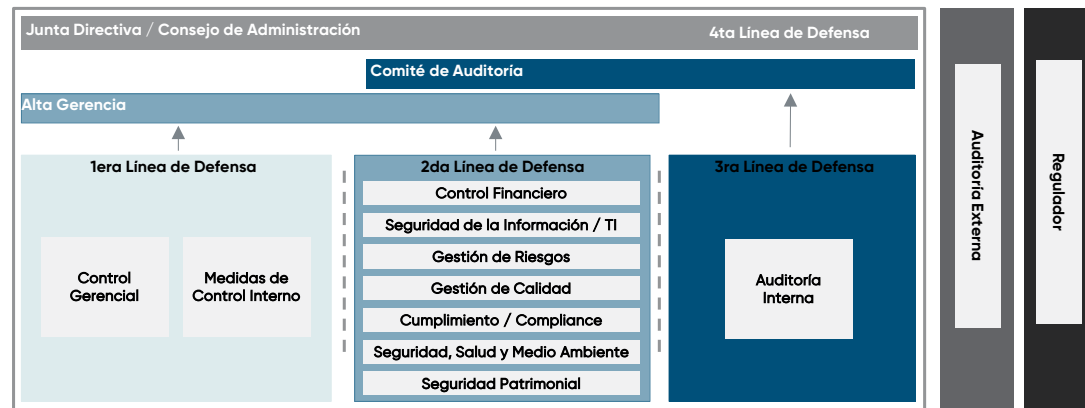 Junta Directiva / Consejo de Administración
4ta Línea de Defensa
Comité de Auditoría
Alta Gerencia
1era Línea de Defensa
2da Línea de Defensa
3ra Línea de Defensa
Control
Gerencial
Medidas de
Control Interno
Control Financiero
Seguridad de la Información / TI
Gestión de Riesgos
Gestión de Calidad
Cumplimiento / Compliance
Seguridad, Salud y Medio Ambiente
Seguridad Patrimonial
Auditoría
Interna
Auditoría Externa
Regulador